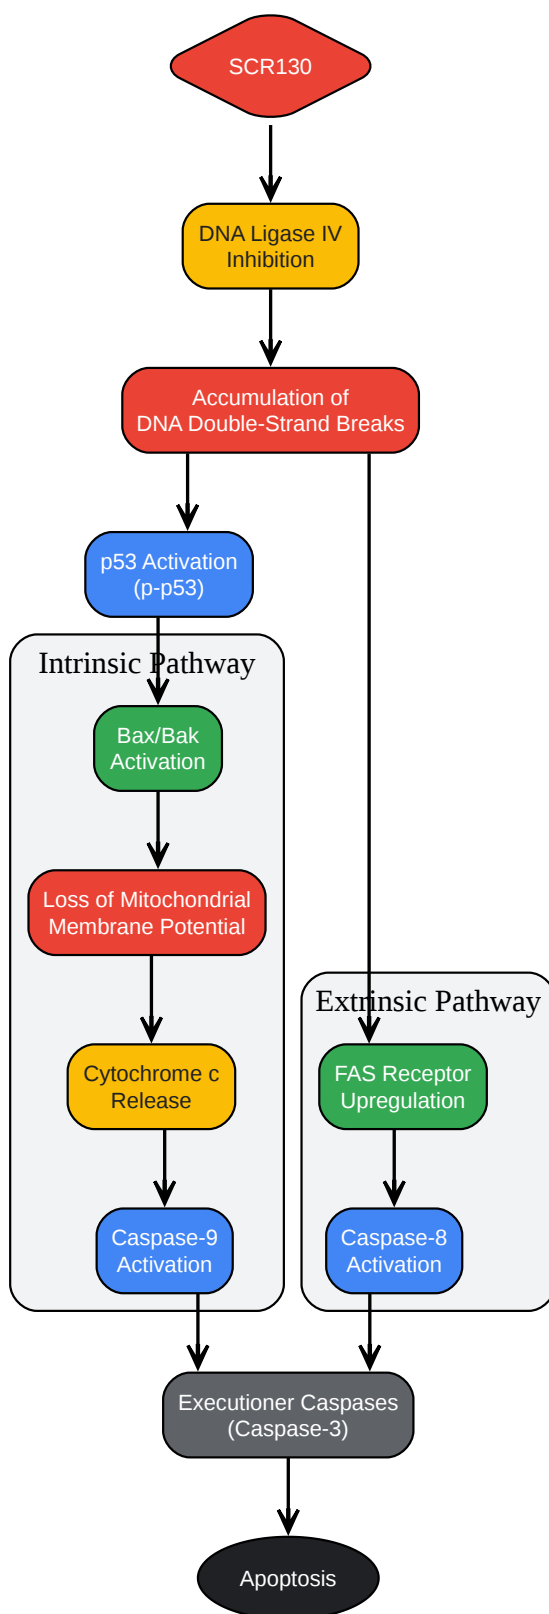 SCR130
DNA Ligase IV
Inhibition
Accumulation of
DNA Double-Strand Breaks
p53 Activation
(p-p53)
Intrinsic Pathway
Bax/Bak
Activation
Loss of Mitochondrial
Membrane Potential
Cytochrome c
Release
Caspase-9
Activation
Extrinsic Pathway
FAS Receptor
Upregulation
Caspase-8
Activation
Executioner Caspases
(Caspase-3)
Apoptosis